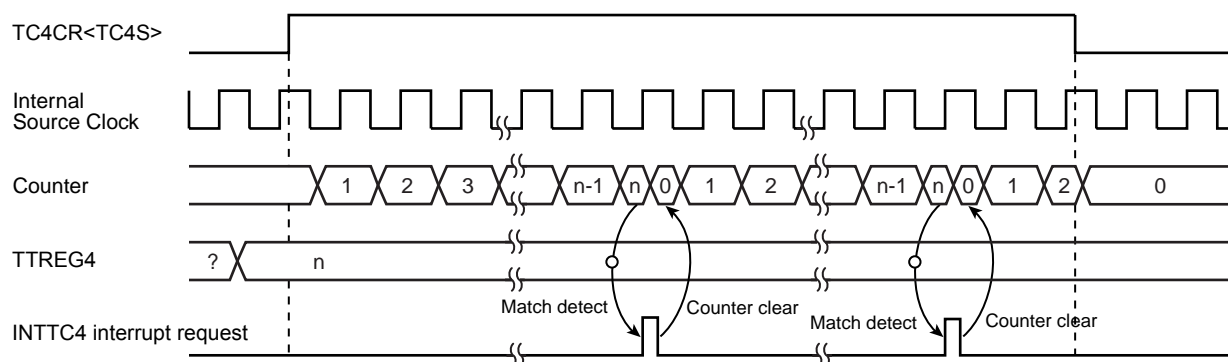 TC4CR<TC4S>
Internal
Source Clock
Counter
1 2 3 n-1 n 0 1 2 n-1 n 0 1 2 0
TTREG4
? n
Match detect Counter clear Match detect Counter clear
INTTC4 interrupt request